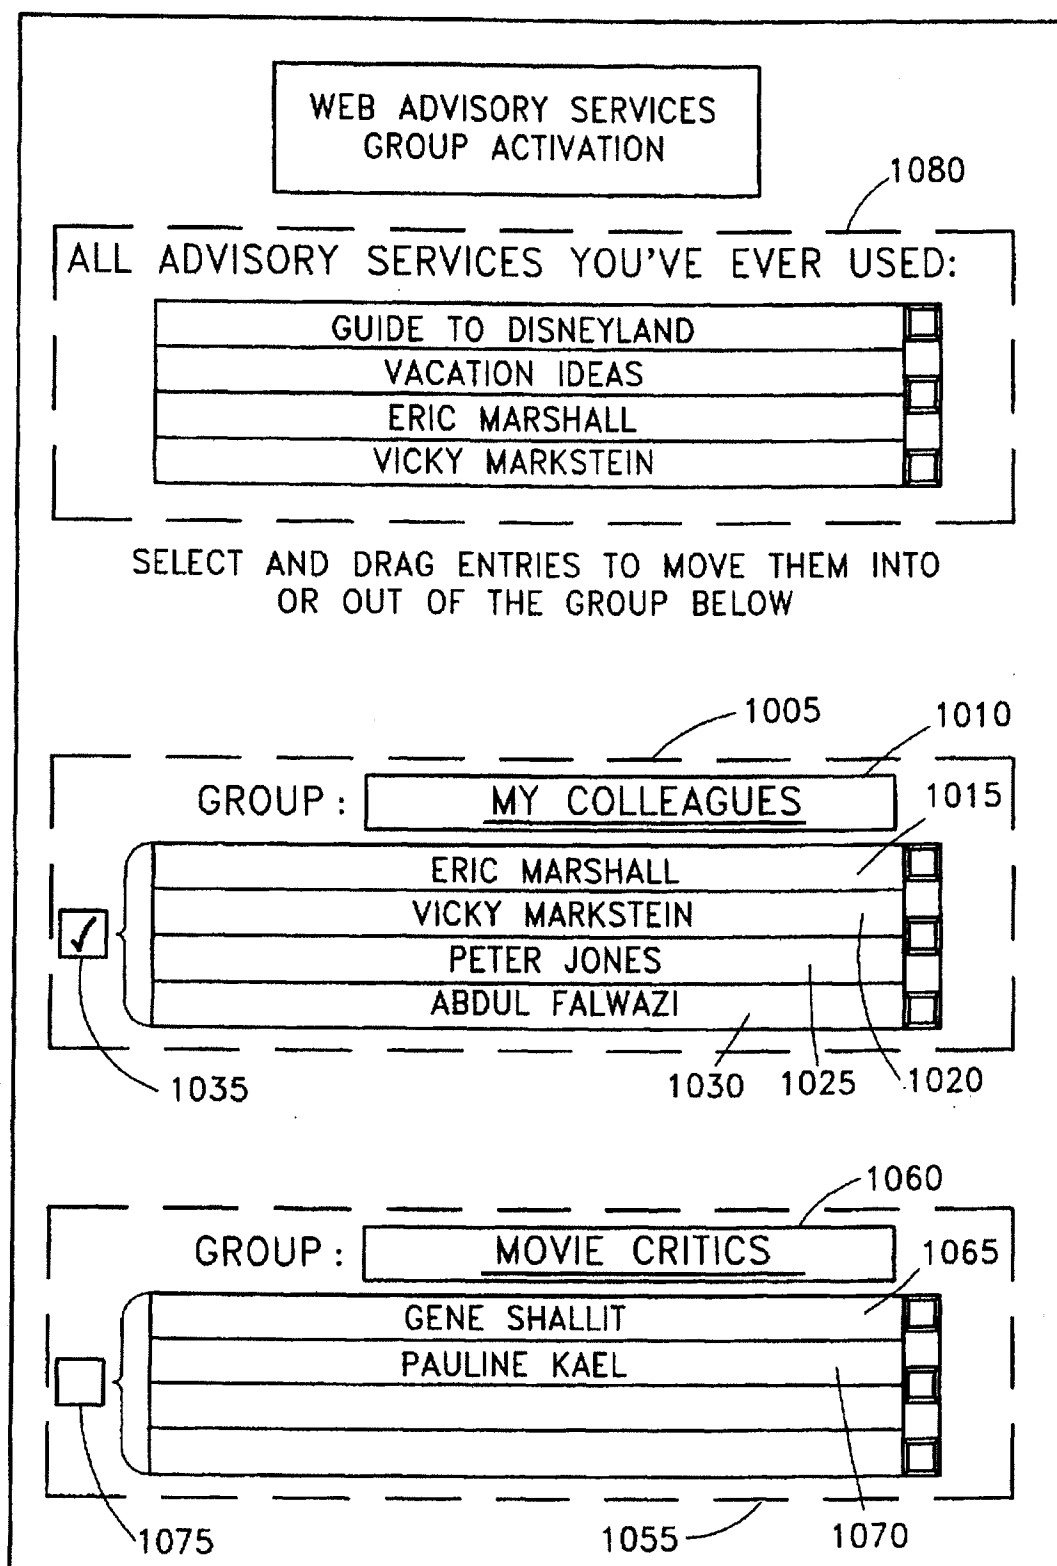 WEB ADVISORY SERVICES
GROUP ACTIVATION
1080
ALL ADVISORY SERVICES YOU'VE EVER USED:
GUIDE TO DISNEYLAND
VACATION IDEAS
ERIC MARSHALL
VICKY MARKSTEIN
SELECT AND DRAG ENTRIES TO MOVE THEM INTO
OR OUT OF THE GROUP BELOW
1005
1010
GROUP: MY COLLEAGUES
1015
ERIC MARSHALL
VICKY MARKSTEIN
PETER JONES
ABDUL FALWAZI
1035
1030
1025
1020
1060
GROUP: MOVIE CRITICS
1065
GENE SHALLIT
PAULINE KAEL
1075
1055
1070